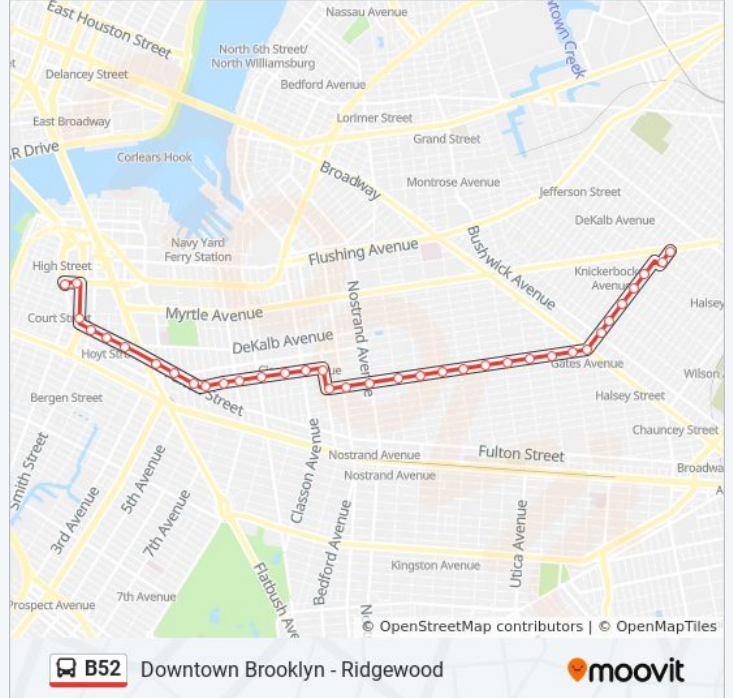 Nassau Avenue
East Houston Street
North 6th Street/
North Williamsburg
Delancey Street
Bedford Avenue
East Broadway
Lorimer Street
Grand Street
R Drive
Corlears Hook
Broadway
Montrose Avenue
Jefferson Street
DeKalb Avenue
Navy Yard
Ferry Station
Flushing Avenue
Bushwick Avenue
High Street
Knickerbock
Avenue
Nostrand Avenue
Myrtle Avenue
Halsey
Court St
DeKalb Avenue
Hoyt Str
Gates Avenue
Wilson
Bergen Street
Street
Halsey Street
Chauncey Street
Smith Street
5th Avenue
Classon Avenue
Nostrand Avenue
Fulton Street
Broadwa
Nostrand Avenue
A
3rd Avenue
7th Avenue
Bedford Avenue
Utica Avenue
Kingston Avenue
Flatbush Ave
Prospect Avenue
7th Avenue
© OpenStreetMap contributors | © OpenMapTiles
B52 Downtown Brooklyn - Ridgewood
moovit